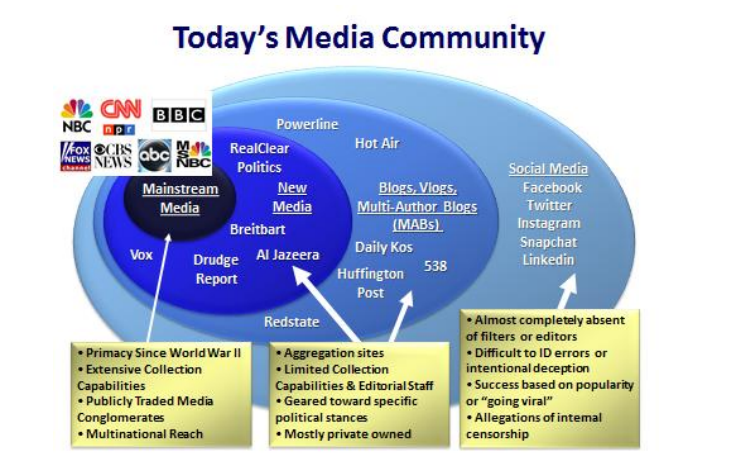 Today's Media Community
NBC
CNN
npr
BBC
FOX
NEWS
channel
CBS
NEWS
abc
MSNBC
Powerline
Hot Air
RealClear
Politics
Mainstream
Media
New
Media
Blogs, Vlogs,
Multi-Author Blogs
(MABs)
Social Media
Facebook
Twitter
Instagram
Snapchat
Linkedin
Breitbart
Vox
Drudge
Report
Al Jazeera
Daily Kos
538
Huffington
Post
Redstate
• Primacy Since World War II
• Extensive Collection
Capabilities
• Publicly Traded Media
Conglomerates
• Multinational Reach
• Aggregation sites
• Limited Collection
Capabilities & Editorial Staff
• Geared toward specific
political stances
• Mostly private owned
• Almost completely absent
of filters or editors
• Difficult to ID errors or
intentional deception
• Success based on popularity
or "going viral"
• Allegations of internal
censorship